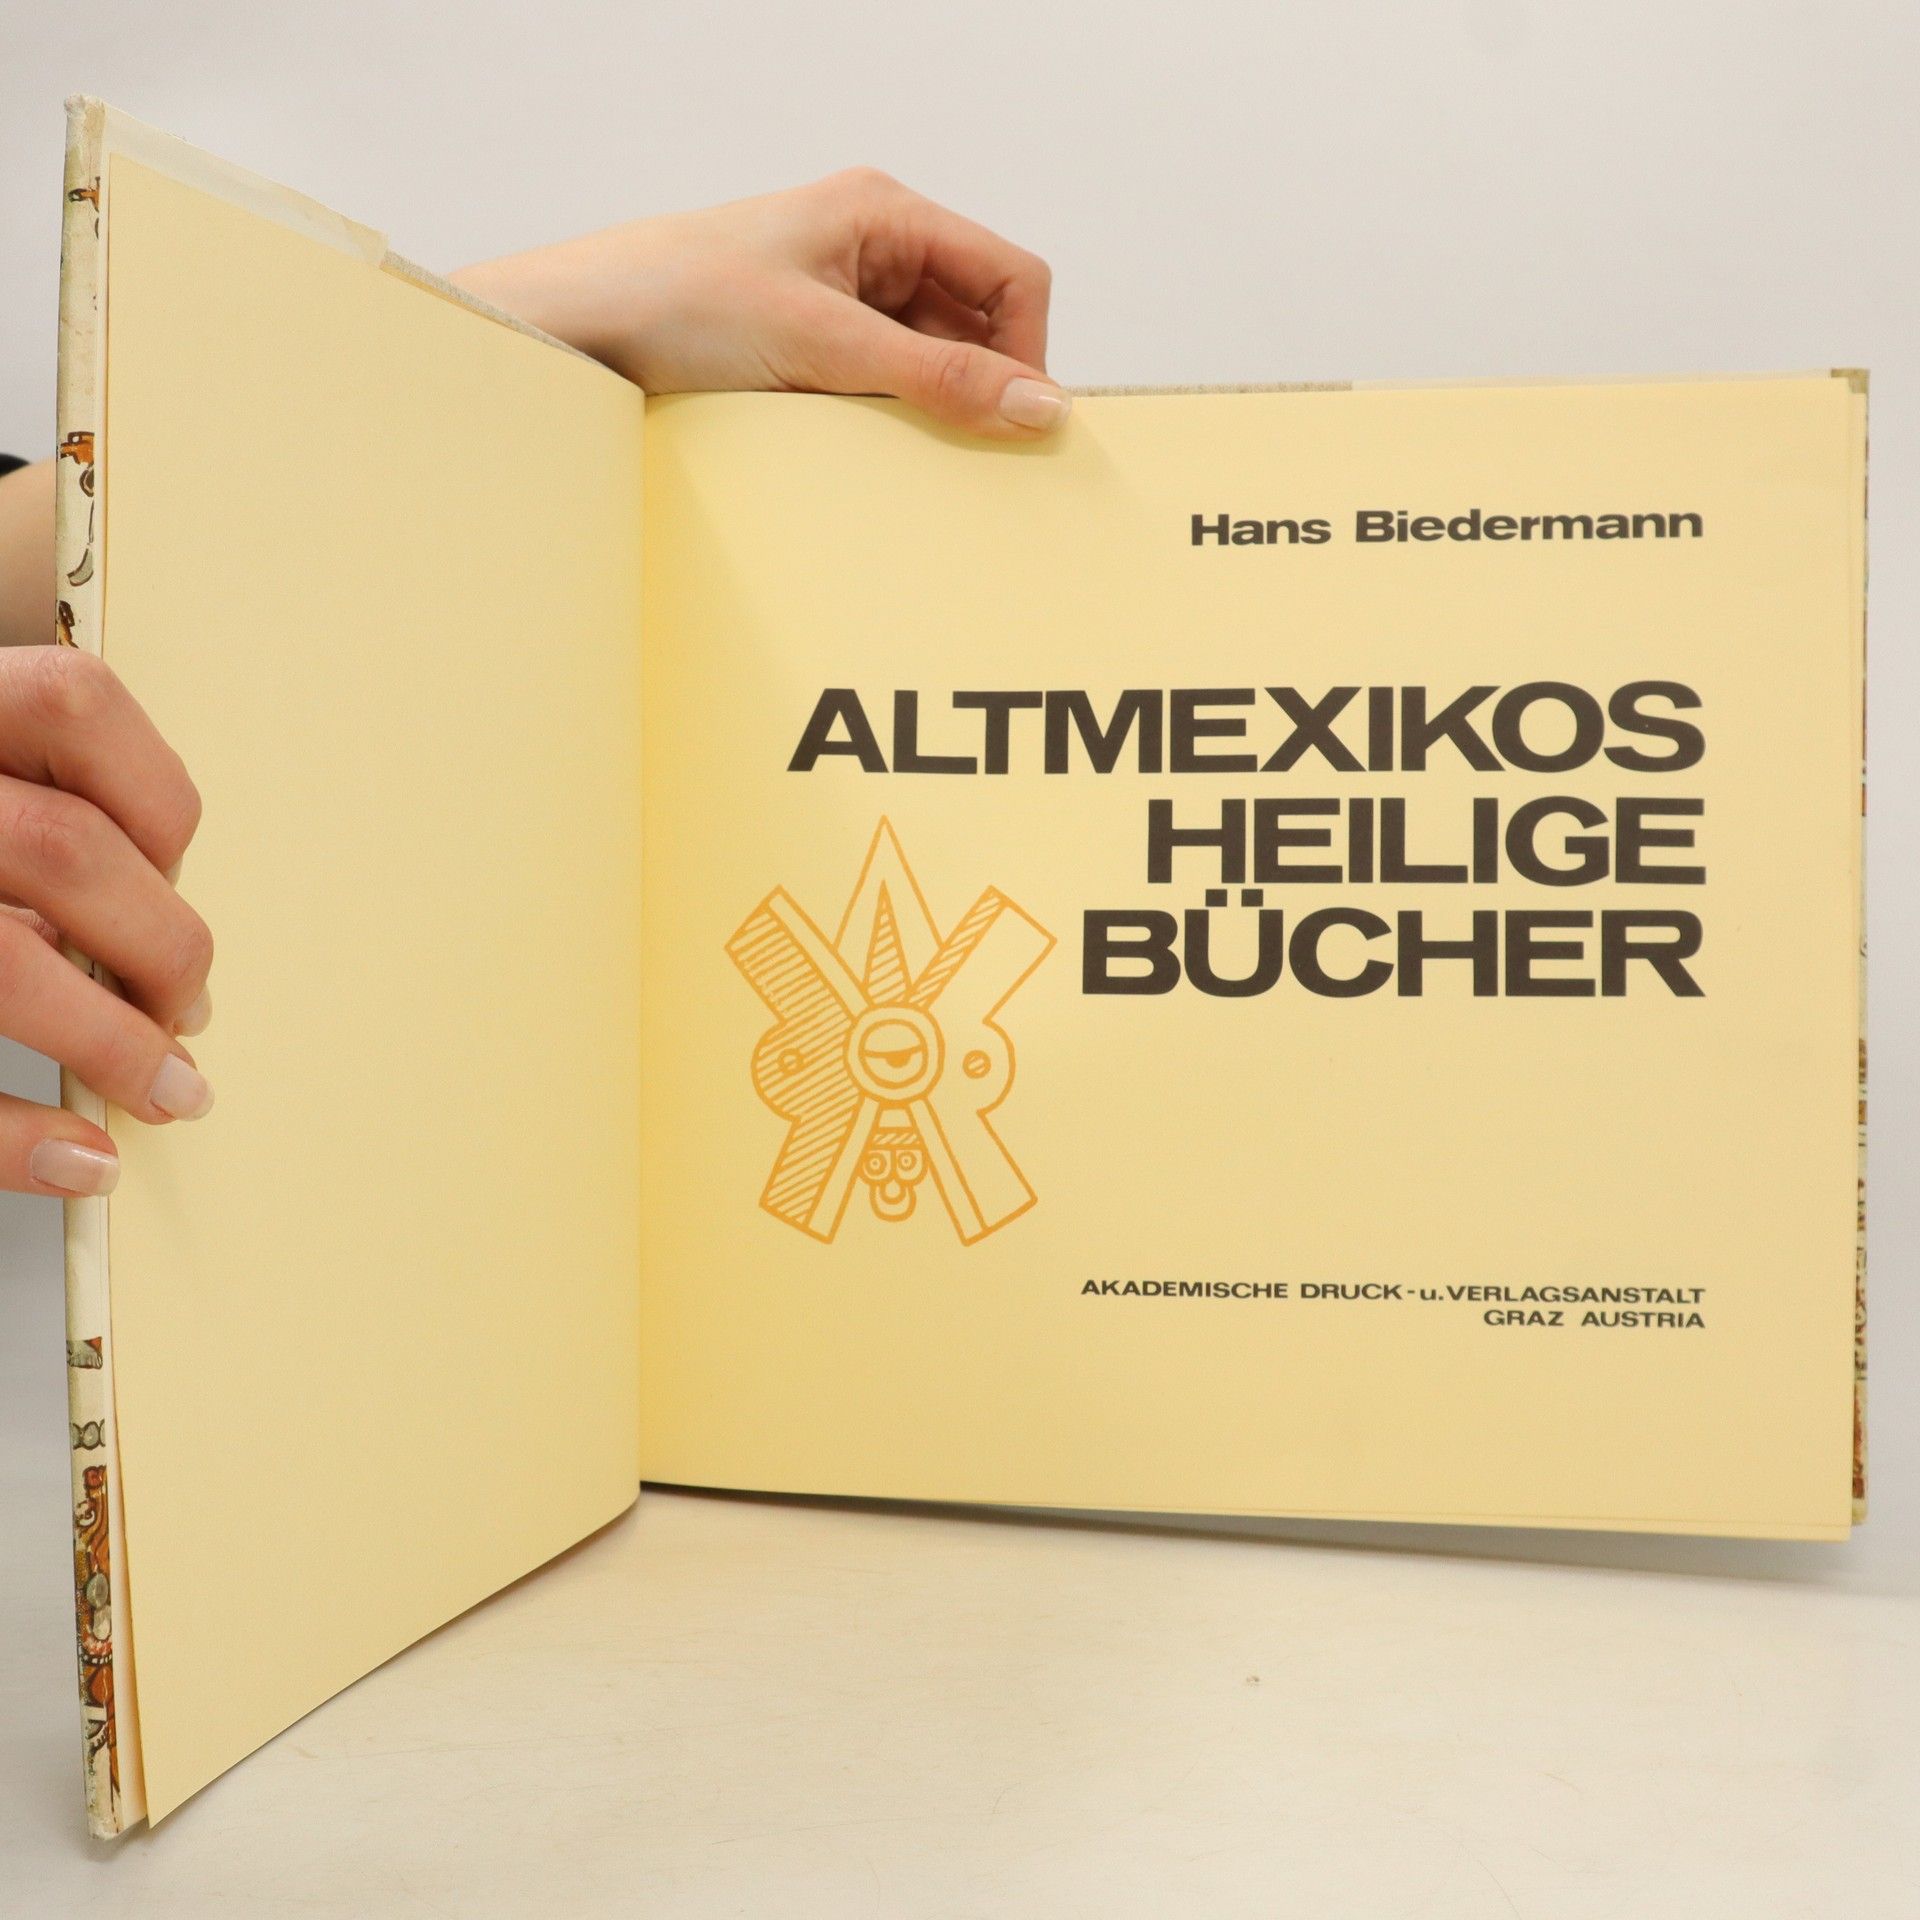 Hans Biedermann
ALTMEXIKOS
HEILIGE
BÜCHER
AKADEMISCHE DRUCK-u.VERLAGSANSTALT
GRAZ AUSTRIA